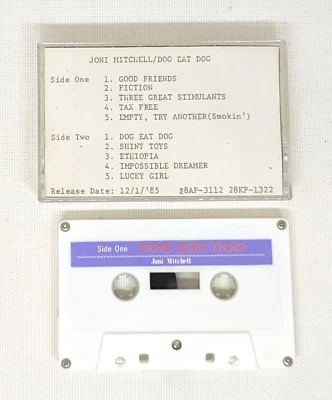 JONI MITCHELL/DOG EAT DOG
Side One 1. GOOD FRIENDS
2. FICTION
3. THREE GREAT STIMULANTS
4. TAX FREE
5. EMPTY, TRY ANOTHER(Smokin')
Side Two 1. DOG EAT DOG
2. SHINY TOYS
3. ETHIOPIA
4. IMPOSSIBLE DREAMER
5. LUCKY GIRL
Release Date: 12/1/'85 28AP-3112 28KP-1322
Side One DOG EAT DOG
Joni Mitchell